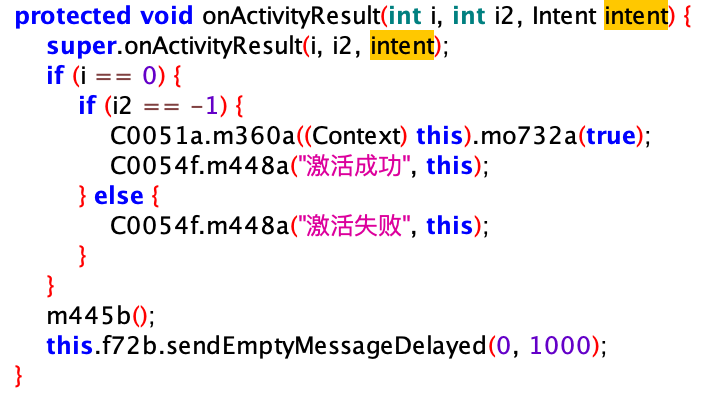 protected void onActivityResult(int i, int i2, Intent intent) {
super.onActivityResult(i, i2, intent);
if (i == 0) {
if (i2 == -1) {
C0051a.m360a((Context) this).mo732a(true);
C0054f.m448a("激活成功", this);
} else {
C0054f.m448a("激活失败", this);
}
}
m445b();
this.f72b.sendEmptyMessageDelayed(0, 1000);
}